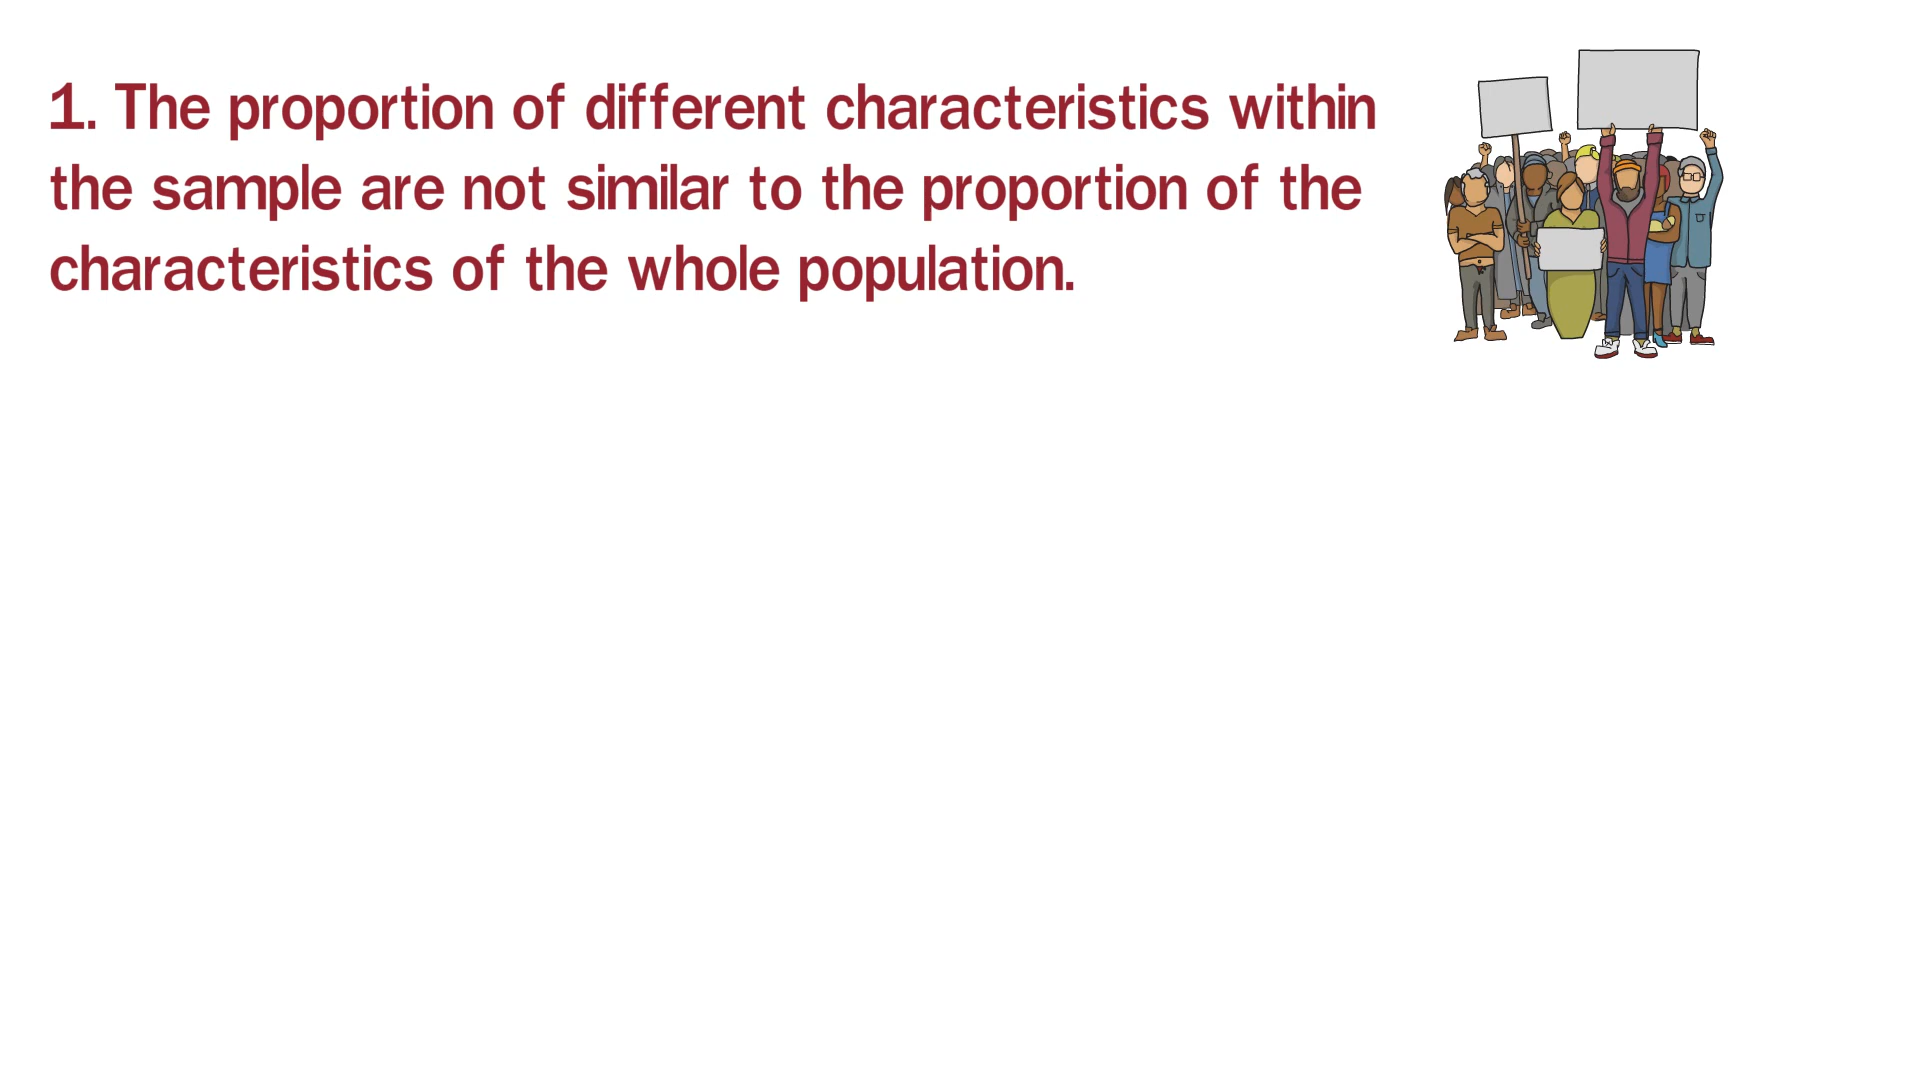 1. The proportion of different characteristics within
the sample are not similar to the proportion of the
characteristics of the whole population.